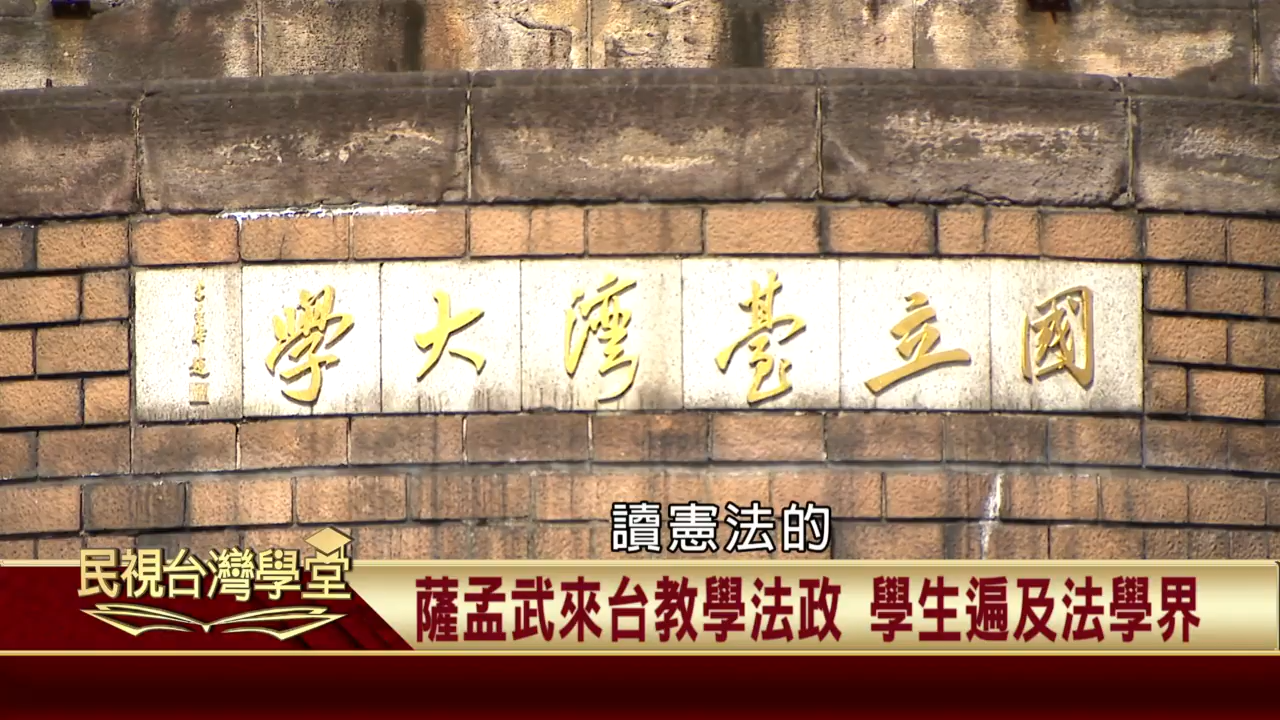 國立臺灣大學
讀憲法的
民視台灣學堂
薩孟武來台教學法政 學生遍及法學界